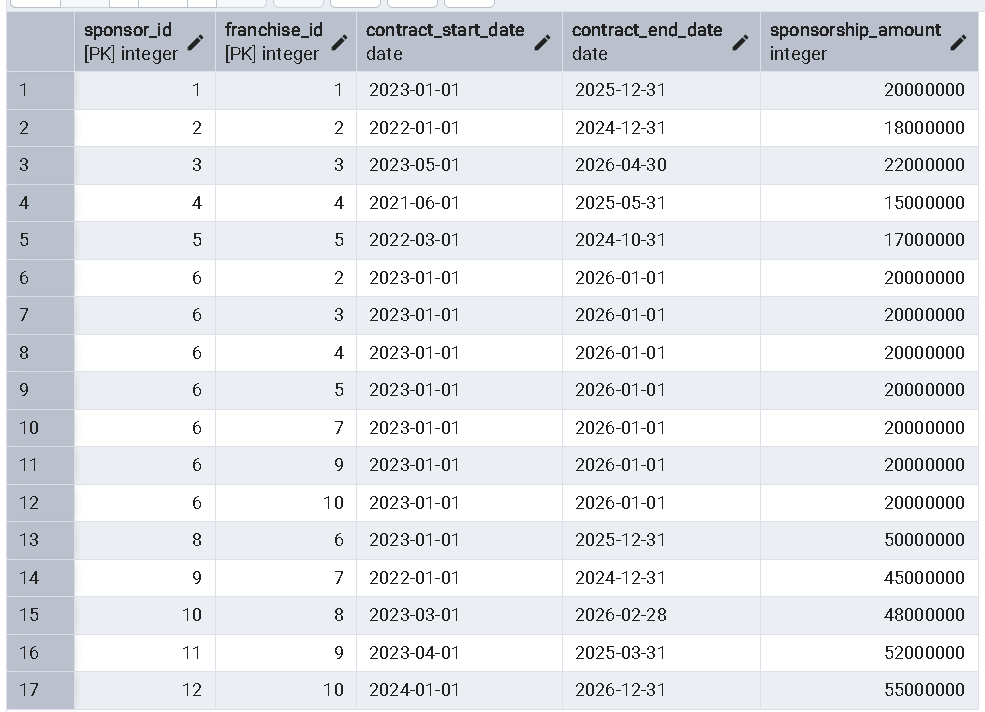 sponsor_id franchise_id contract_start_date contract_end_date sponsorship_amount
[PK] integer [PK] integer date date integer
1 1 1 2023-01-01 2025-12-31 20000000
2 2 2 2022-01-01 2024-12-31 18000000
3 3 3 2023-05-01 2026-04-30 22000000
4 4 4 2021-06-01 2025-05-31 15000000
5 5 5 2022-03-01 2024-10-31 17000000
6 6 2 2023-01-01 2026-01-01 20000000
7 6 3 2023-01-01 2026-01-01 20000000
8 6 4 2023-01-01 2026-01-01 20000000
9 6 5 2023-01-01 2026-01-01 20000000
10 6 7 2023-01-01 2026-01-01 20000000
11 6 9 2023-01-01 2026-01-01 20000000
12 6 10 2023-01-01 2026-01-01 20000000
13 8 6 2023-01-01 2025-12-31 50000000
14 9 7 2022-01-01 2024-12-31 45000000
15 10 8 2023-03-01 2026-02-28 48000000
16 11 9 2023-04-01 2025-03-31 52000000
17 12 10 2024-01-01 2026-12-31 55000000